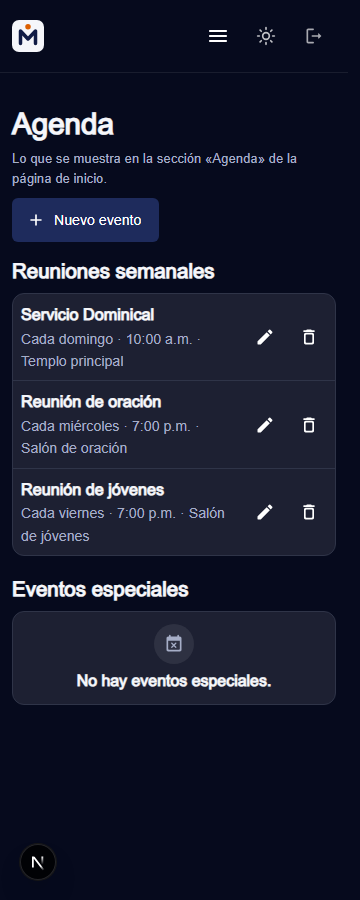 M
Agenda
Lo que se muestra en la sección «Agenda» de la
página de inicio.
+ Nuevo evento
Reuniones semanales
Servicio Dominical
Cada domingo · 10:00 a.m. ·
Templo principal
Reunión de oración
Cada miércoles · 7:00 p.m. ·
Salón de oración
Reunión de jóvenes
Cada viernes · 7:00 p.m. · Salón
de jóvenes
Eventos especiales
No hay eventos especiales.
N